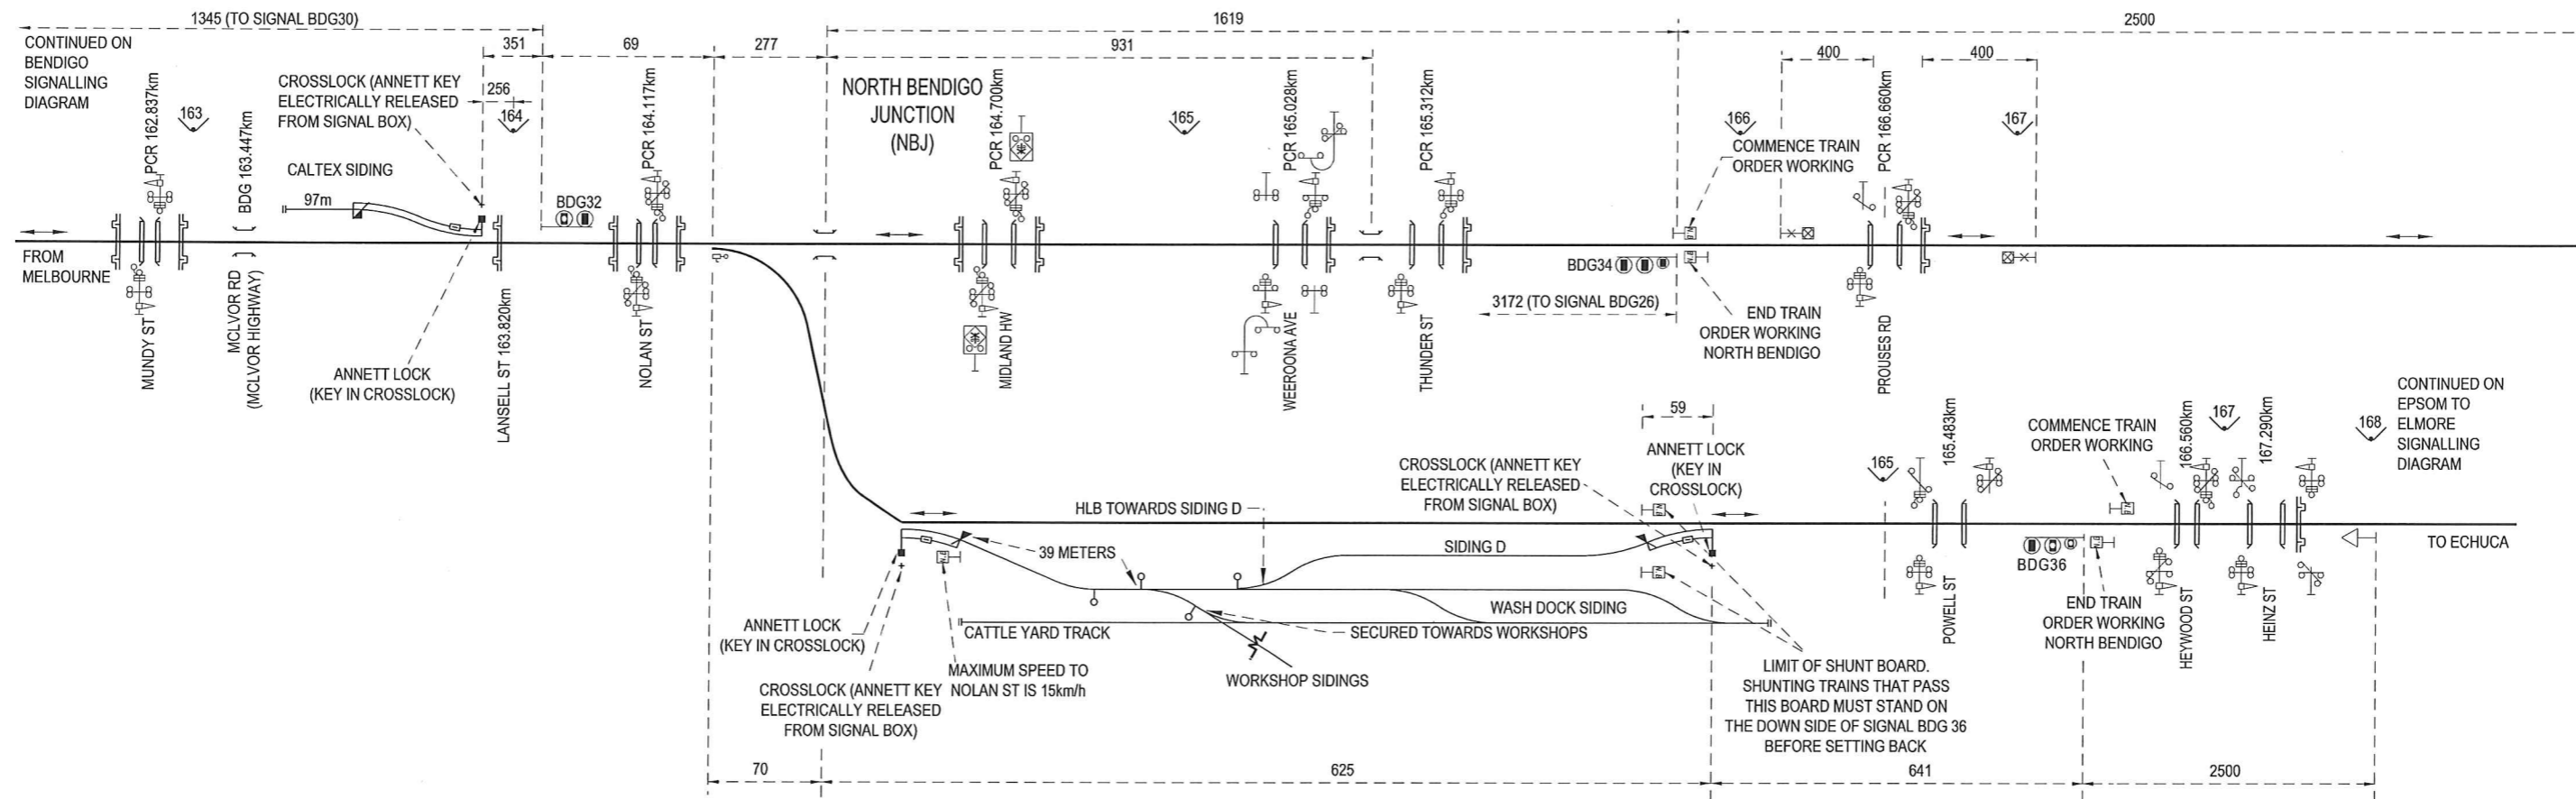 1345 (TO SIGNAL BDG30)
1619
2500
CONTINUED ON
BENDIGO
SIGNALLING
DIAGRAM
351
69
277
931
400
400
CROSSLOCK (ANNETT KEY
ELECTRICALLY RELEASED
FROM SIGNAL BOX)
256
163
164
165
166
167
PCR 162.837km
BDG 163.447km
PCR 164.117km
NORTH BENDIGO
JUNCTION
(NBJ)
PCR 164.700km
PCR 165.028km
PCR 165.312km
PCR 166.660km
COMMENCE TRAIN
ORDER WORKING
CALTEX SIDING
97m
BDG32
FROM
MELBOURNE
BDG34
3172 (TO SIGNAL BDG26)
END TRAIN
ORDER WORKING
NORTH BENDIGO
MUNDY ST
MCLVOR RD
(MCLVOR HIGHWAY)
ANNETT LOCK
(KEY IN CROSSLOCK)
LANSELL ST 163.820km
NOLAN ST
MIDLAND HW
WEEROONA AVE
THUNDER ST
PROUSES RD
59
ANNETT LOCK
(KEY IN
CROSSLOCK)
CROSSLOCK (ANNETT KEY
ELECTRICALLY RELEASED
FROM SIGNAL BOX)
165
165.483km
COMMENCE TRAIN
ORDER WORKING
166.560km
167
167.290km
168
CONTINUED ON
EPSOM TO
ELMORE
SIGNALLING
DIAGRAM
HLB TOWARDS SIDING D
39 METERS
SIDING D
TO ECHUCA
BDG36
WASH DOCK SIDING
CATTLE YARD TRACK
SECURED TOWARDS WORKSHOPS
ANNETT LOCK
(KEY IN CROSSLOCK)
MAXIMUM SPEED TO
NOLAN ST IS 15km/h
WORKSHOP SIDINGS
CROSSLOCK (ANNETT KEY
ELECTRICALLY RELEASED
FROM SIGNAL BOX)
LIMIT OF SHUNT BOARD.
SHUNTING TRAINS THAT PASS
THIS BOARD MUST STAND ON
THE DOWN SIDE OF SIGNAL BDG 36
BEFORE SETTING BACK
POWELL ST
END TRAIN
ORDER WORKING
NORTH BENDIGO
HEYWOOD ST
HEINZ ST
70
625
641
2500